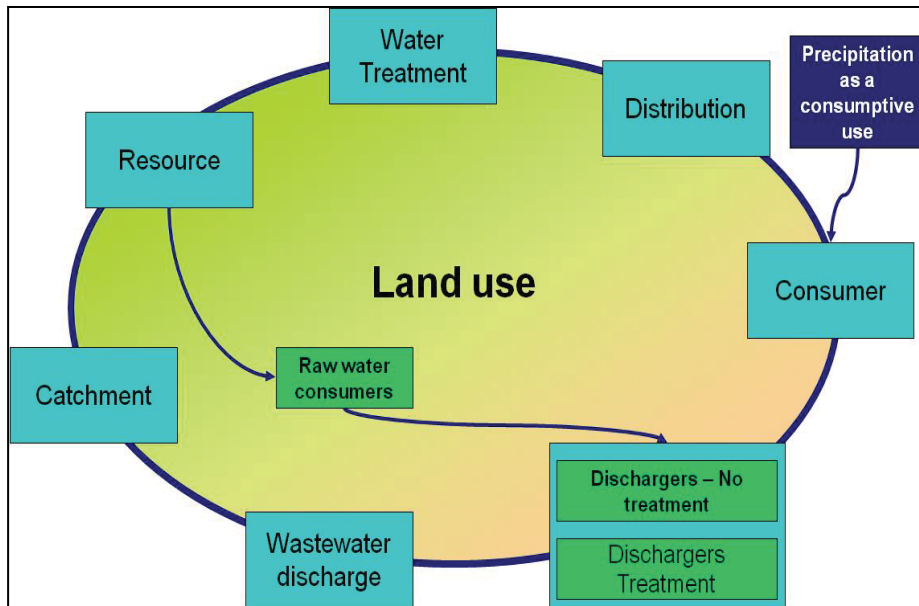 Water
Treatment
Precipitation
as a
consumptive
use
Distribution
Resource
Land use
Consumer
Raw water
consumers
Catchment
Dischargers – No
treatment
Wastewater
discharge
Dischargers
Treatment